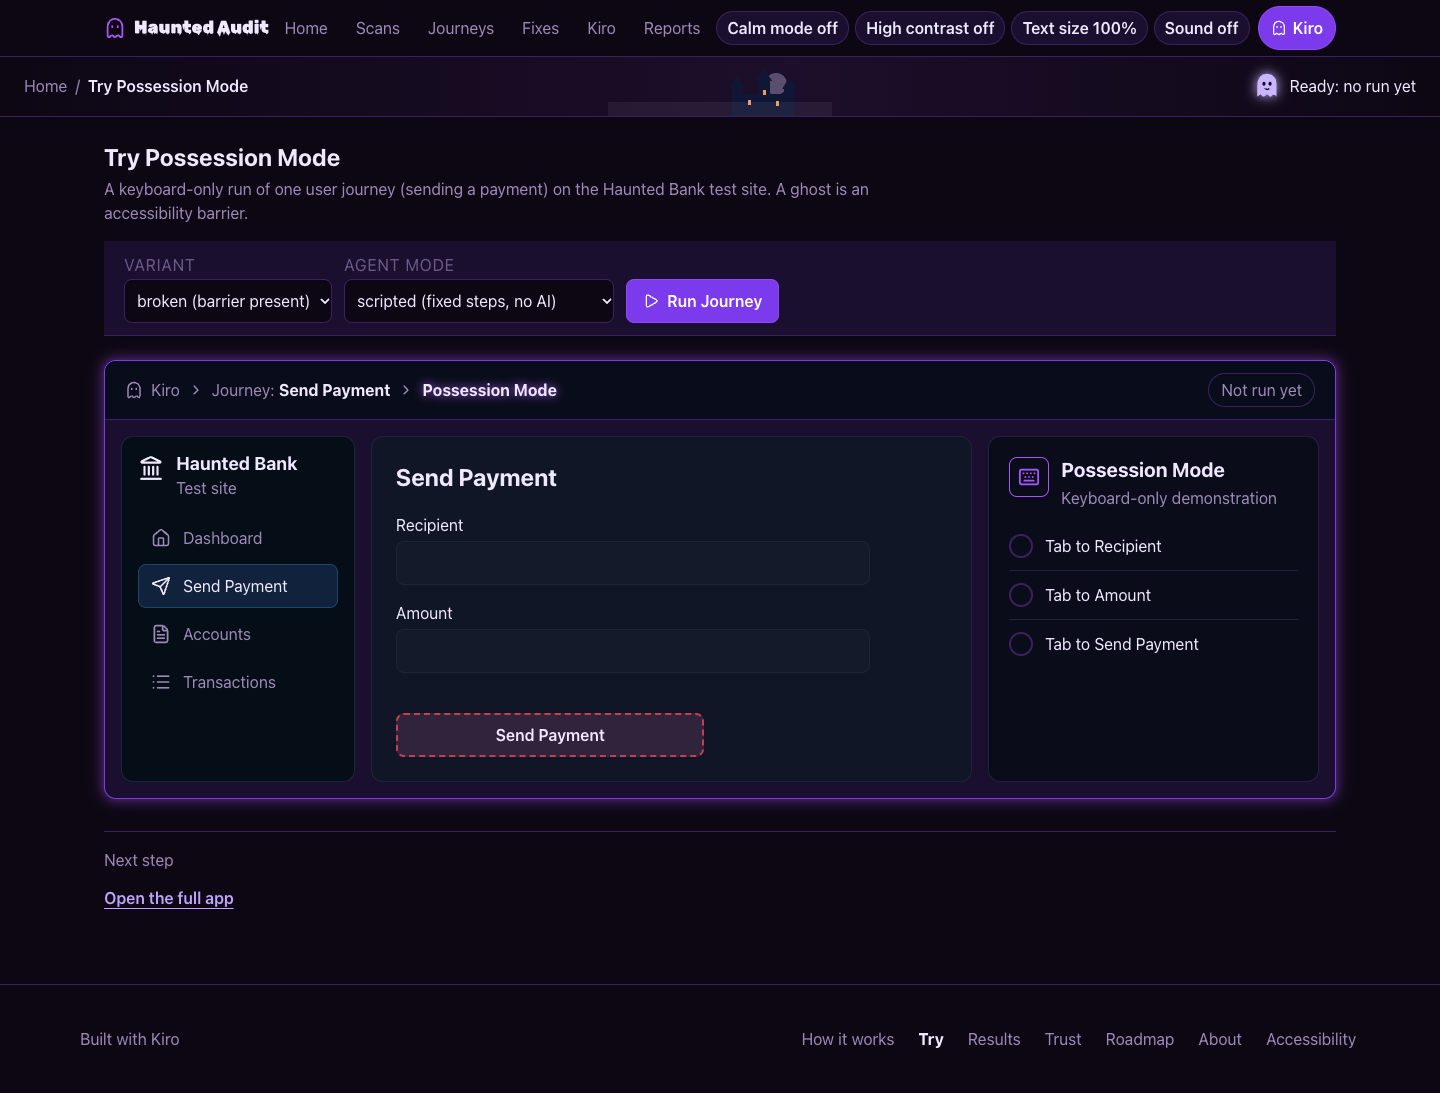 Haunted Audit
Home Scans Journeys Fixes Kiro Reports Calm mode off High contrast off Text size 100% Sound off Kiro
Home / Try Possession Mode
Ready: no run yet
Try Possession Mode
A keyboard-only run of one user journey (sending a payment) on the Haunted Bank test site. A ghost is an
accessibility barrier.
VARIANT
broken (barrier present)
AGENT MODE
scripted (fixed steps, no AI)
Run Journey
Kiro > Journey: Send Payment > Possession Mode
Not run yet
Haunted Bank
Test site
Dashboard
Send Payment
Accounts
Transactions
Send Payment
Recipient
Amount
Send Payment
Possession Mode
Keyboard-only demonstration
Tab to Recipient
Tab to Amount
Tab to Send Payment
Next step
Open the full app
Built with Kiro
How it works Try Results Trust Roadmap About Accessibility